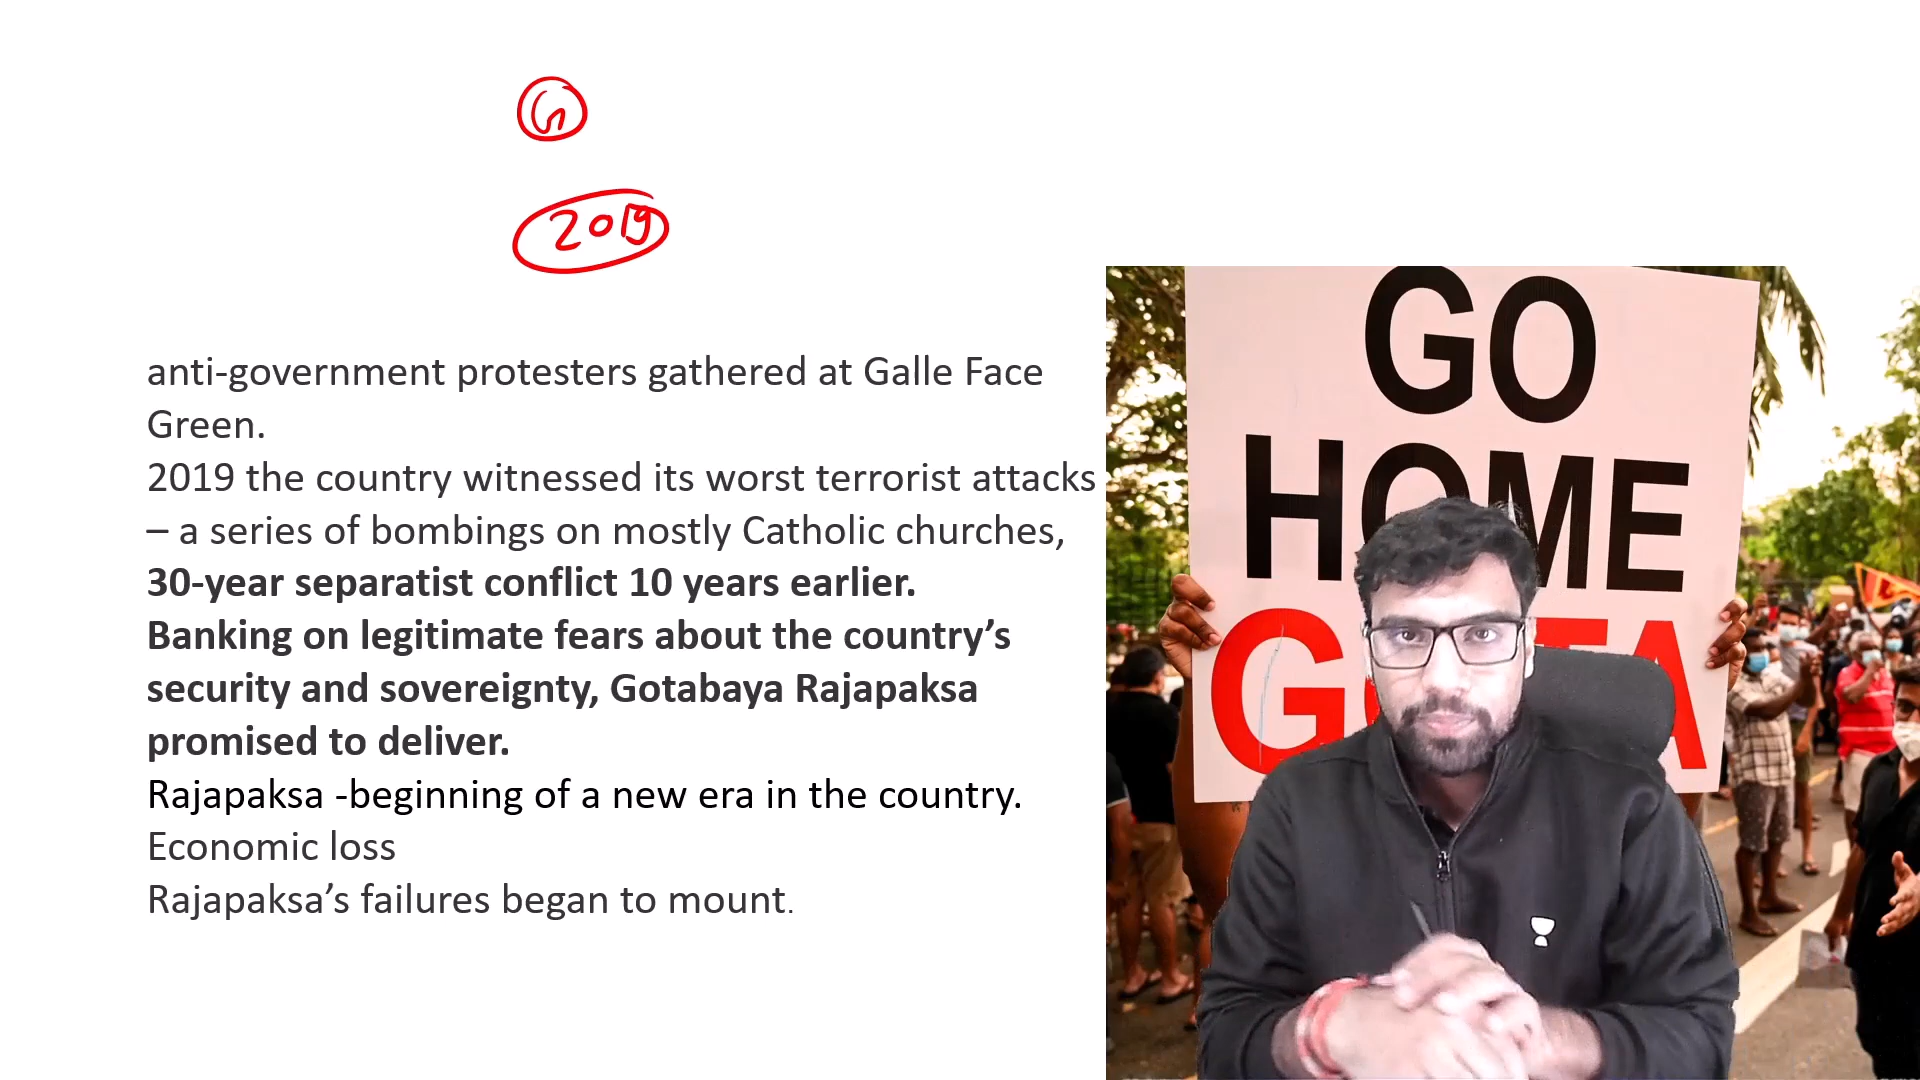 G
2019
anti-government protesters gathered at Galle Face
Green.
2019 the country witnessed its worst terrorist attacks
– a series of bombings on mostly Catholic churches,
30-year separatist conflict 10 years earlier.
Banking on legitimate fears about the country’s
security and sovereignty, Gotabaya Rajapaksa
promised to deliver.
Rajapaksa -beginning of a new era in the country.
Economic loss
Rajapaksa’s failures began to mount.
GO
HOME